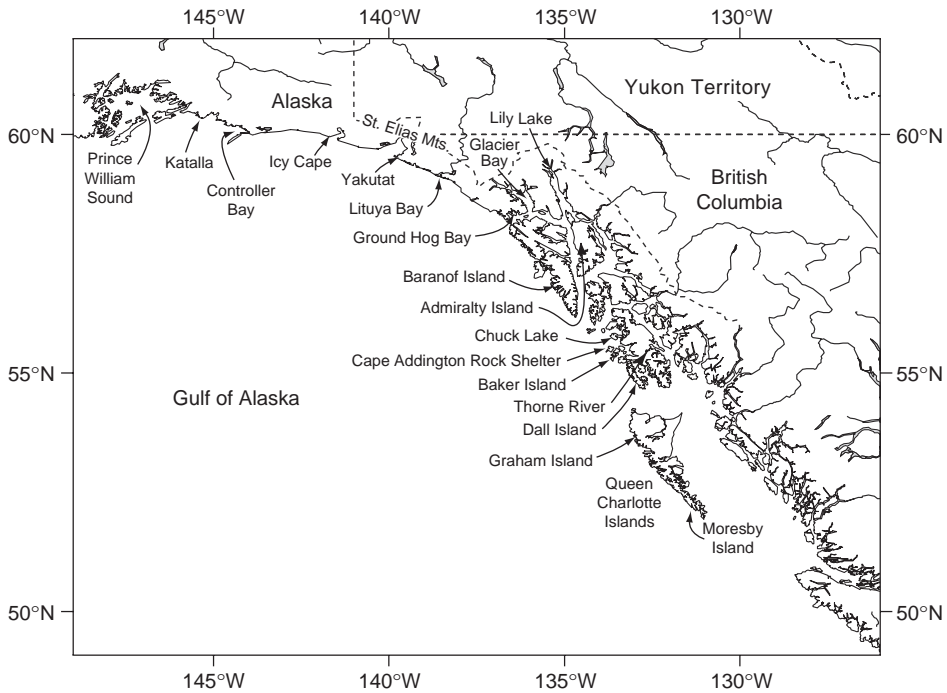 145°W 140°W 135°W 130°W
Yukon Territory
Alaska
St. Elias Mts.
Lily Lake
60°N 60°N
Glacier
Bay
Prince
William
Sound
Katalla
Icy Cape
Controller
Bay
Yakutat
British
Columbia
Lituya Bay
Ground Hog Bay
Baranof Island
Admiralty Island
Chuck Lake
Cape Addington Rock Shelter
55°N 55°N
Baker Island
Gulf of Alaska
Thorne River
Dall Island
Graham Island
Queen
Charlotte
Islands
Moresby
Island
50°N 50°N
145°W 140°W 135°W 130°W